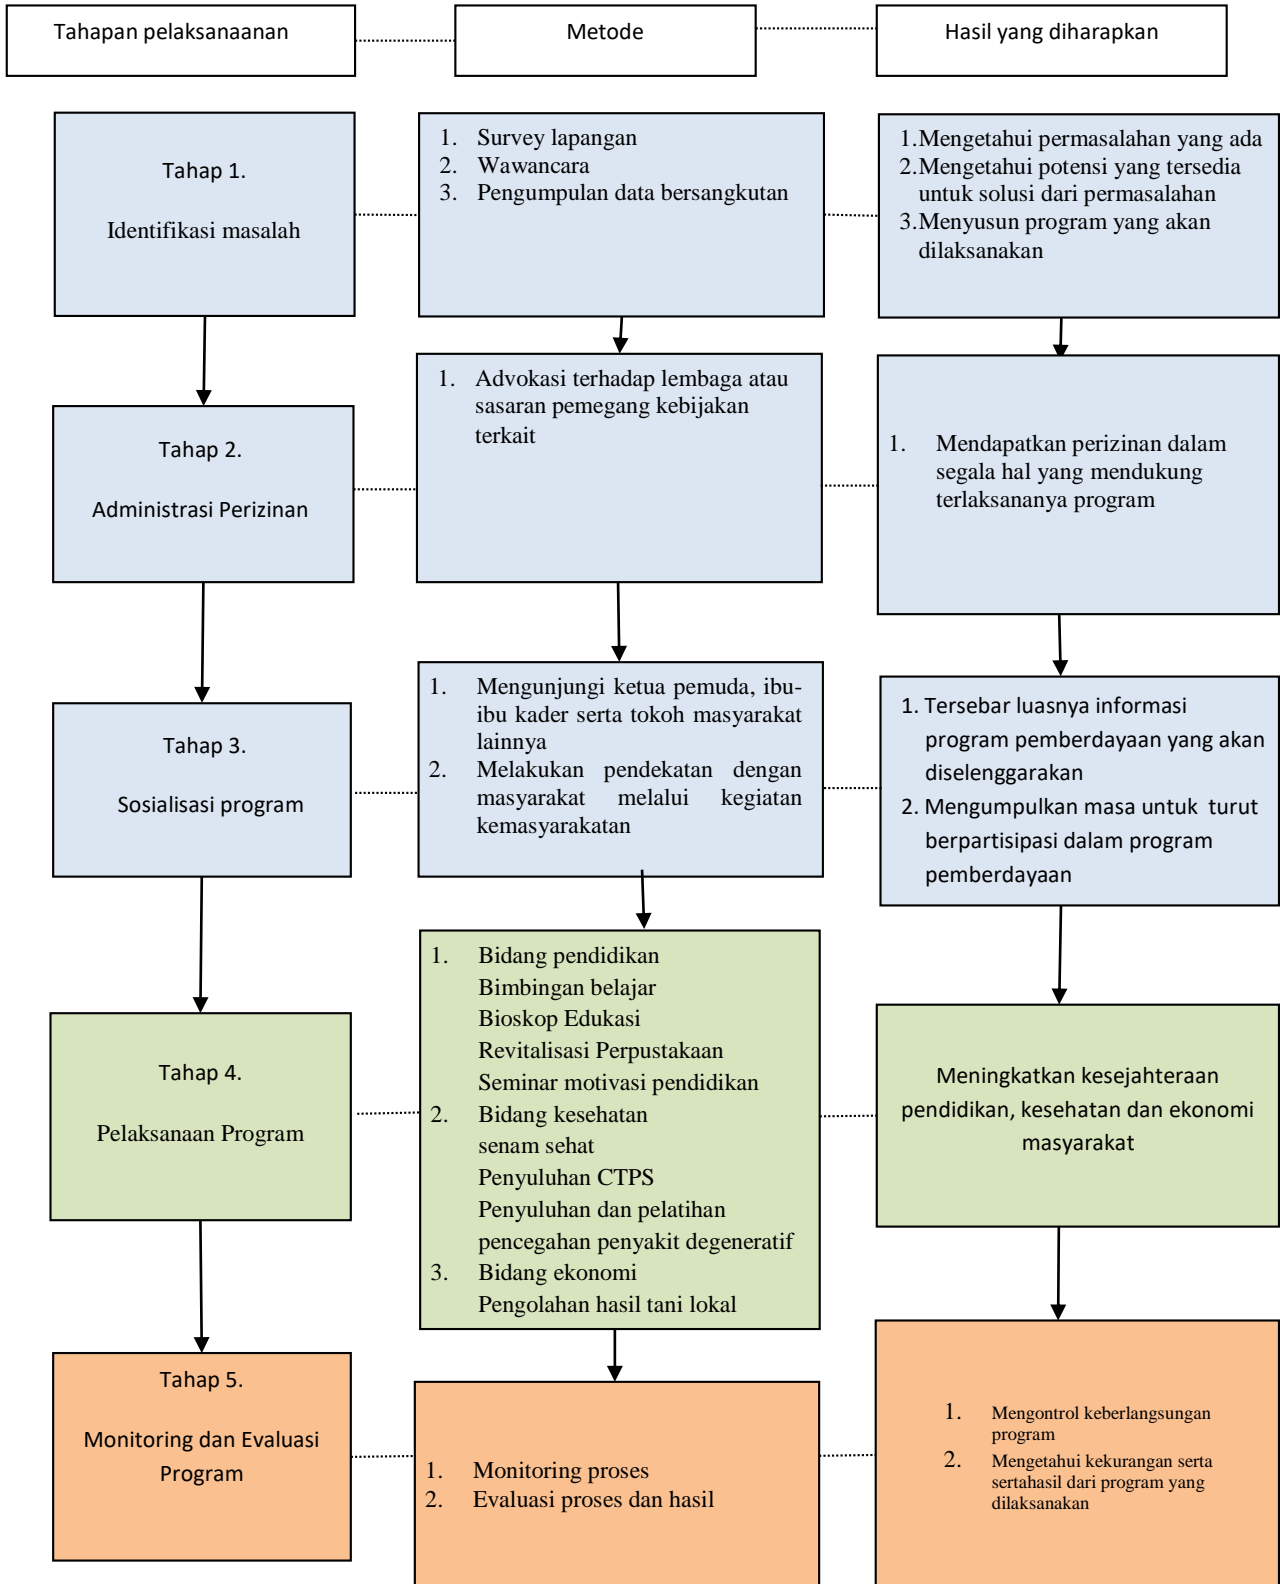 Tahapan pelaksanaanan
Metode
Hasil yang diharapkan
Tahap 1.
Identifikasi masalah
1. Survey lapangan
2. Wawancara
3. Pengumpulan data bersangkutan
1.Mengetahui permasalahan yang ada
2.Mengetahui potensi yang tersedia
untuk solusi dari permasalahan
3.Menyusun program yang akan
dilaksanakan
Tahap 2.
Administrasi Perizinan
1. Advokasi terhadap lembaga atau
sasaran pemegang kebijakan
terkait
1. Mendapatkan perizinan dalam
segala hal yang mendukung
terlaksananya program
Tahap 3.
Sosialisasi program
1. Mengunjungi ketua pemuda, ibu-
ibu kader serta tokoh masyarakat
lainnya
2. Melakukan pendekatan dengan
masyarakat melalui kegiatan
kemasyarakatan
1. Tersebar luasnya informasi
program pemberdayaan yang akan
diselenggarakan
2. Mengumpulkan masa untuk turut
berpartisipasi dalam program
pemberdayaan
Tahap 4.
Pelaksanaan Program
1. Bidang pendidikan
Bimbingan belajar
Bioskop Edukasi
Revitalisasi Perpustakaan
Seminar motivasi pendidikan
2. Bidang kesehatan
senam sehat
Penyuluhan CTPS
Penyuluhan dan pelatihan
pencegahan penyakit degeneratif
3. Bidang ekonomi
Pengolahan hasil tani lokal
Meningkatkan kesejahteraan
pendidikan, kesehatan dan ekonomi
masyarakat
Tahap 5.
Monitoring dan Evaluasi
Program
1. Monitoring proses
2. Evaluasi proses dan hasil
1. Mengontrol keberlangsungan
program
2. Mengetahui kekurangan serta
sertahasil dari program yang
dilaksanakan